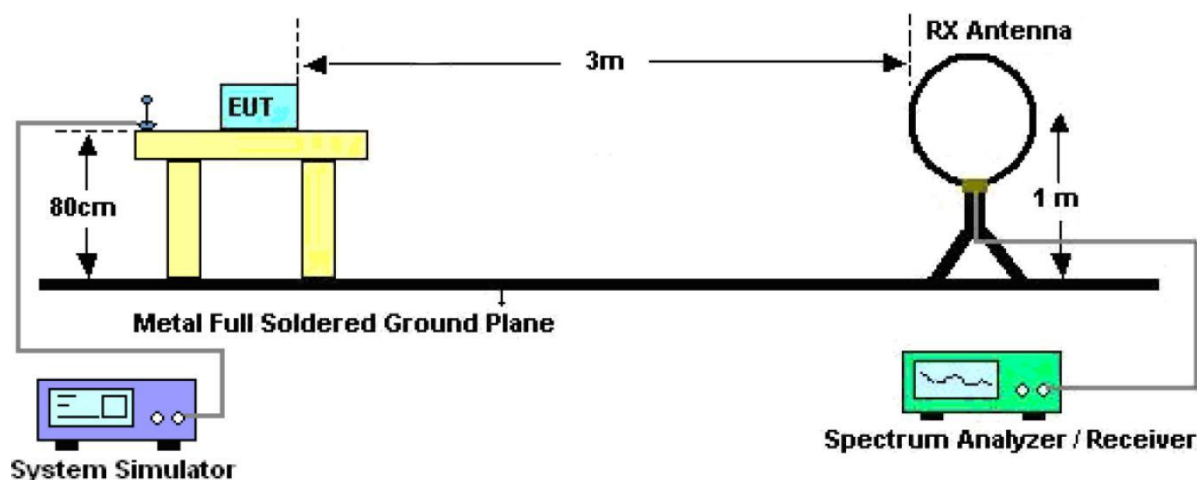 RX Antenna
3m
EUT
80cm
1 m
Metal Full Soldered Ground Plane
System Simulator
Spectrum Analyzer / Receiver